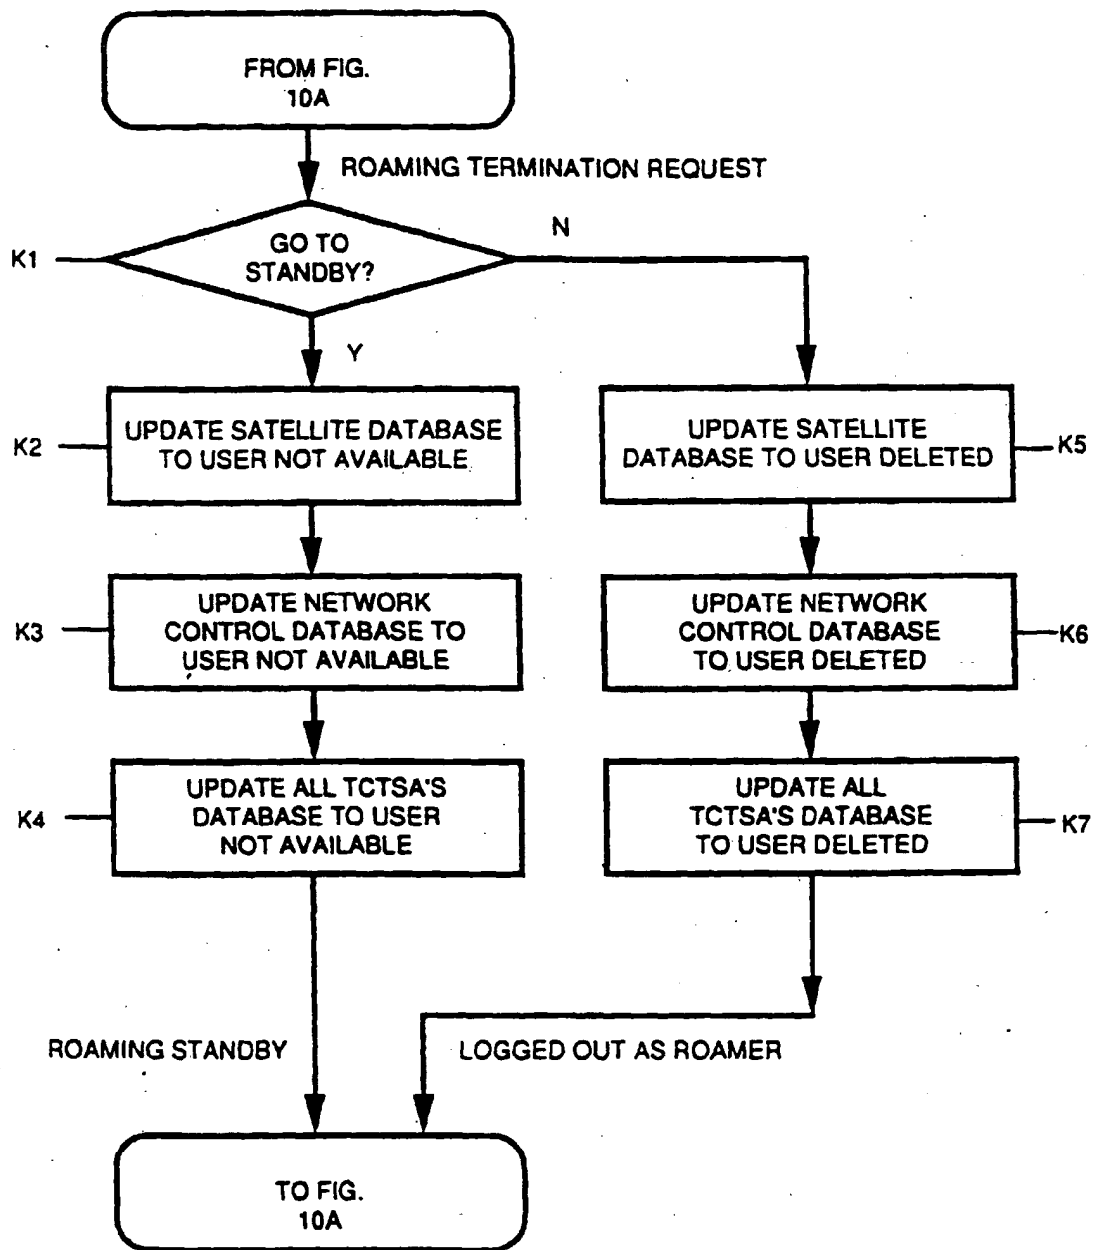 FROM FIG.
10A
ROAMING TERMINATION REQUEST
K1
GO TO
STANDBY?
N
Y
K2
UPDATE SATELLITE DATABASE
TO USER NOT AVAILABLE
UPDATE SATELLITE
DATABASE TO USER DELETED
K5
K3
UPDATE NETWORK
CONTROL DATABASE TO
USER NOT AVAILABLE
UPDATE NETWORK
CONTROL DATABASE
TO USER DELETED
K6
K4
UPDATE ALL TCTSA'S
DATABASE TO USER
NOT AVAILABLE
UPDATE ALL
TCTSA'S DATABASE
TO USER DELETED
K7
ROAMING STANDBY
LOGGED OUT AS ROAMER
TO FIG.
10A